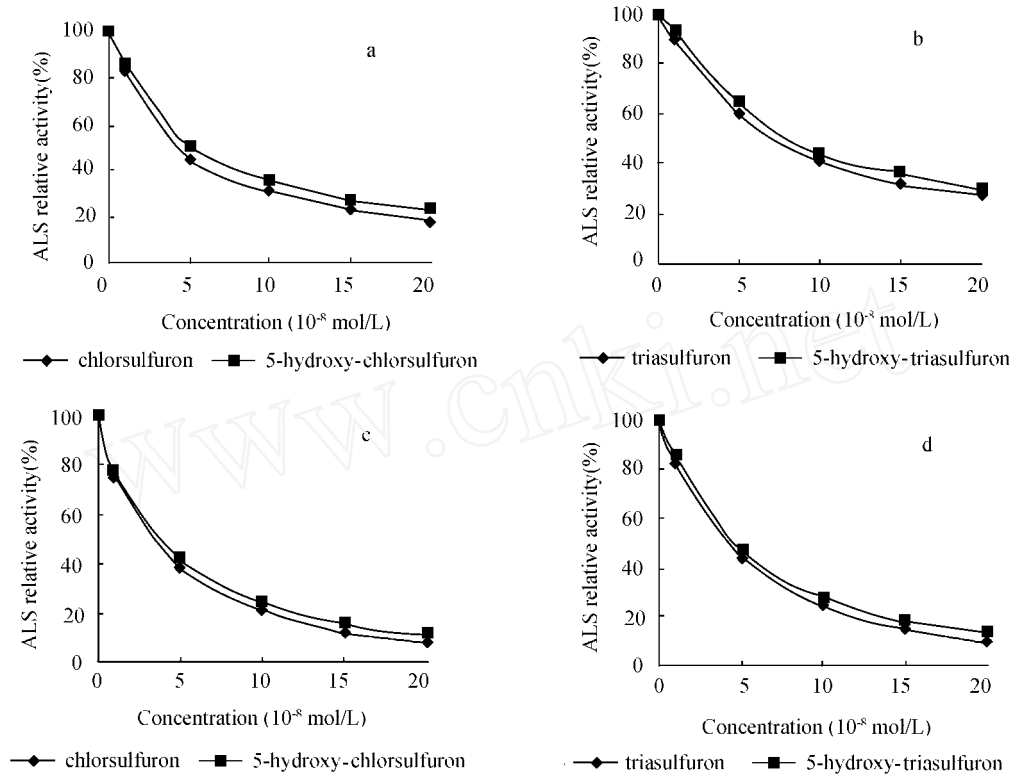 100
80
60
40
20
0
ALS relative activity(%)
a
0 5 10 15 20
Concentration (10⁻⁸ mol/L)
chlorsulfuron 5-hydroxy-chlorsulfuron
100
80
60
40
20
0
ALS relative activity(%)
b
0 5 10 15 20
Concentration (10⁻⁸ mol/L)
triasulfuron 5-hydroxy-triasulfuron
100
80
60
40
20
0
ALS relative activity(%)
c
0 5 10 15 20
Concentration (10⁻⁸ mol/L)
chlorsulfuron 5-hydroxy-chlorsulfuron
100
80
60
40
20
0
ALS relative activity(%)
d
0 5 10 15 20
Concentration (10⁻⁸ mol/L)
triasulfuron 5-hydroxy-triasulfuron
www.cnki.net